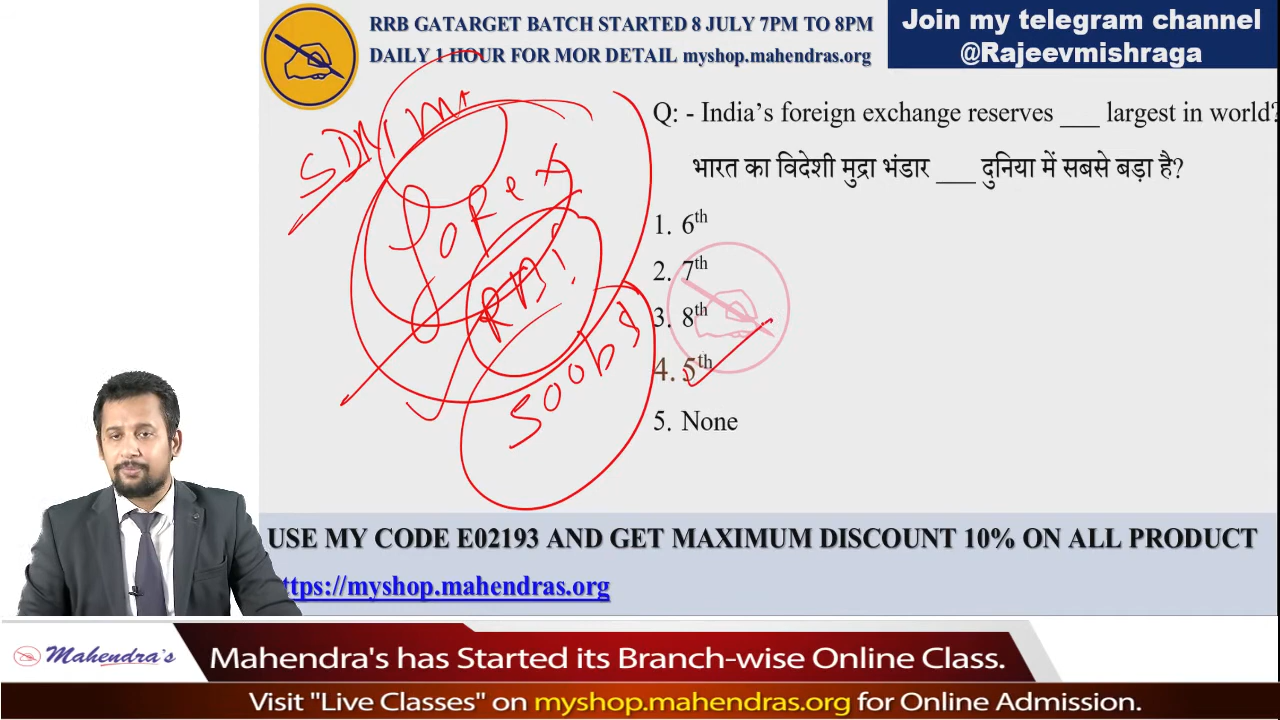 RRB GATARGET BATCH STARTED 8 JULY 7PM TO 8PM
DAILY 1 HOUR FOR MOR DETAIL myshop.mahendras.org
Join my telegram channel
@Rajeevmishraga
Q: - India’s foreign exchange reserves ___ largest in world?
भारत का विदेशी मुद्रा भंडार ___ दुनिया में सबसे बड़ा है?
1. 6th
2. 7th
3. 8th
4. 5th
5. None
Forex
RBI
USE MY CODE E02193 AND GET MAXIMUM DISCOUNT 10% ON ALL PRODUCT
ttps://myshop.mahendras.org
Mahendra's
Mahendra's has Started its Branch-wise Online Class.
Visit "Live Classes" on myshop.mahendras.org for Online Admission.